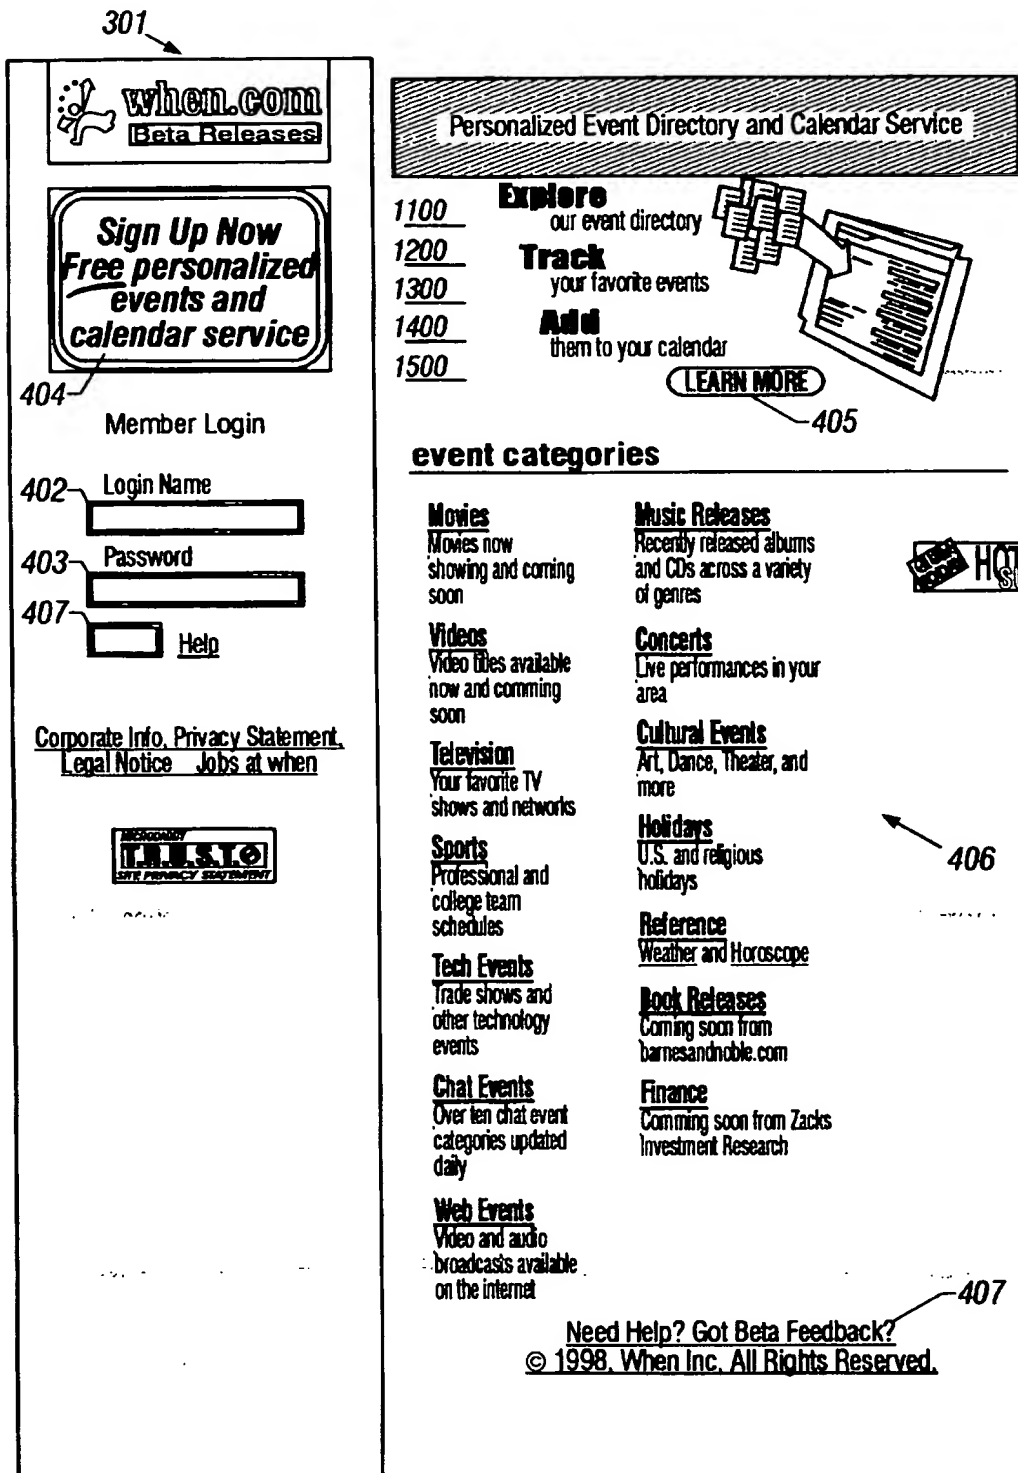 301
when.com
Beta Releases
Personalized Event Directory and Calendar Service
Sign Up Now
Free personalized
events and
calendar service
404
1100
1200
1300
1400
1500
Explore
our event directory
Track
your favorite events
Add
them to your calendar
LEARN MORE
405
Member Login
402
Login Name
403
Password
407
Help
Corporate Info, Privacy Statement,
Legal Notice Jobs at when
T.R.U.S.T.
SITE PRIVACY STATEMENT
event categories
Movies
Movies now
showing and coming
soon
Videos
Video titles available
now and comming
soon
Television
Your favorite TV
shows and networks
Sports
Professional and
college team
schedules
Tech Events
Trade shows and
other technology
events
Chat Events
Over ten chat event
categories updated
daily
Web Events
Video and audio
broadcasts available
on the internet
Music Releases
Recently released albums
and CDs across a variety
of genres
Concerts
Live performances in your
area
Cultural Events
Art, Dance, Theater, and
more
Holidays
U.S. and religious
holidays
Reference
Weather and Horoscope
Book Releases
Coming soon from
barnesandnoble.com
Finance
Comming soon from Zacks
Investment Research
406
407
Need Help? Got Beta Feedback?
© 1998, When Inc. All Rights Reserved.